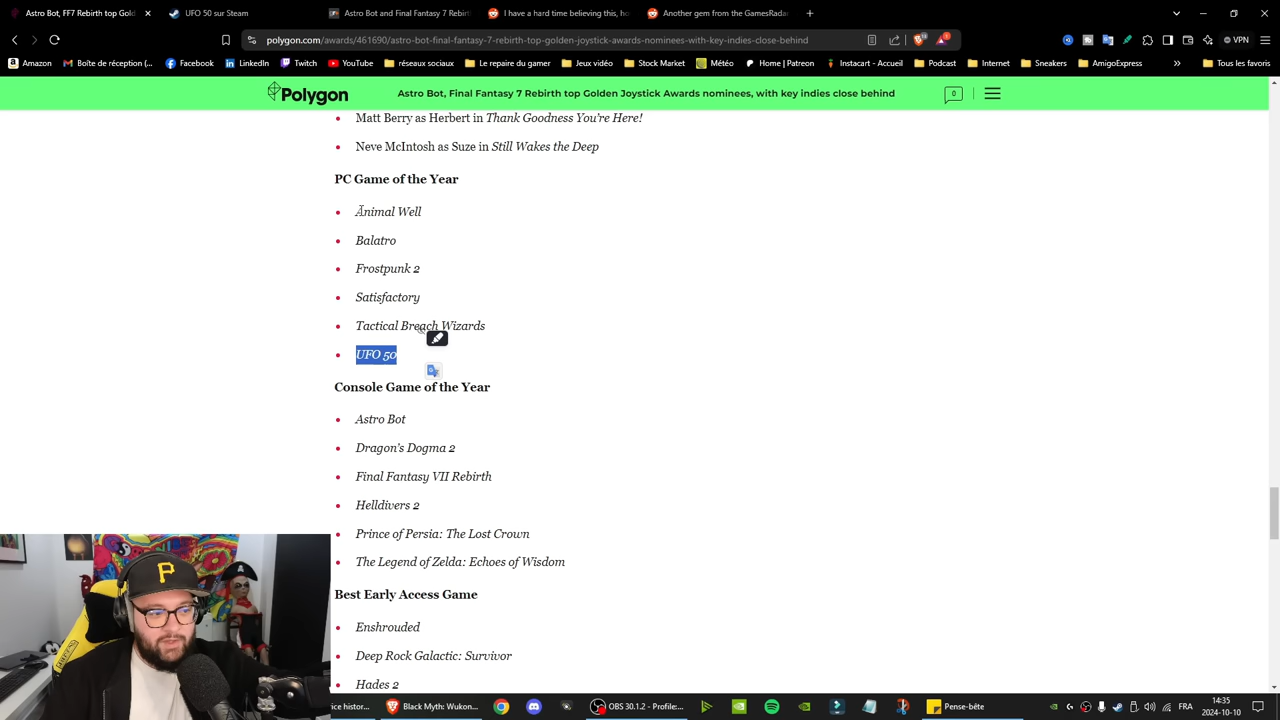 Astro Bot, FF7 Rebirth top Golden
UFO 50 sur Steam
Astro Bot and Final Fantasy 7 Rebirt
I have a hard time believing this, ho
Another gem from the GamesRadar
polygon.com/awards/461690/astro-bot-final-fantasy-7-rebirth-top-golden-joystick-awards-nominees-with-key-indies-close-behind
VPN
Amazon
Boîte de réception (...
Facebook
LinkedIn
Twitch
YouTube
réseaux sociaux
Le repaire du gamer
Jeux vidéo
Stock Market
Météo
Home | Patreon
Instacart - Accueil
Podcast
Internet
Sneakers
AmigoExpress
Tous les favoris
Polygon
Astro Bot, Final Fantasy 7 Rebirth top Golden Joystick Awards nominees, with key indies close behind
0
Matt Berry as Herbert in Thank Goodness You're Here!
Neve McIntosh as Suze in Still Wakes the Deep
PC Game of the Year
Animal Well
Balatro
Frostpunk 2
Satisfactory
Tactical Breach Wizards
UFO 50
Console Game of the Year
Astro Bot
Dragon's Dogma 2
Final Fantasy VII Rebirth
Helldivers 2
Prince of Persia: The Lost Crown
The Legend of Zelda: Echoes of Wisdom
Best Early Access Game
Enshrouded
Deep Rock Galactic: Survivor
Hades 2
P
rice histor...
Black Myth: Wukon...
OBS 30.1.2 - Profile:...
Pense-bête
FRA
14:35
2024-10-10